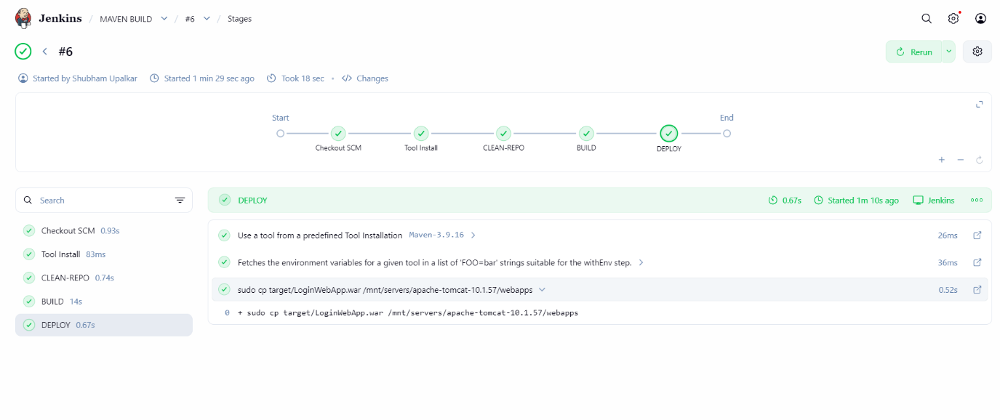 Jenkins / MAVEN BUILD / #6 / Stages
#6
Rerun
Started by Shubham Upalkar Started 1 min 29 sec ago Took 18 sec • </> Changes
Start End
Checkout SCM Tool Install CLEAN-REPO BUILD DEPLOY
Search
Checkout SCM 0.93s
Tool Install 83ms
CLEAN-REPO 0.74s
BUILD 14s
DEPLOY 0.67s
DEPLOY 0.67s Started 1m 10s ago Jenkins
Use a tool from a predefined Tool Installation Maven-3.9.16 26ms
Fetches the environment variables for a given tool in a list of 'FOO=bar' strings suitable for the withEnv step. 36ms
sudo cp target/LoginWebApp.war /mnt/servers/apache-tomcat-10.1.57/webapps 0.52s
0 + sudo cp target/LoginWebApp.war /mnt/servers/apache-tomcat-10.1.57/webapps